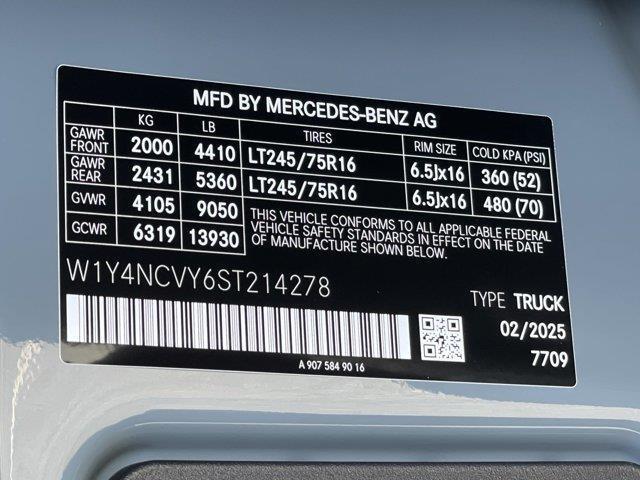 MFD BY MERCEDES-BENZ AG
KG LB TIRES RIM SIZE COLD KPA (PSI)
GAWR FRONT 2000 4410 LT245/75R16 6.5Jx16 360 (52)
GAWR REAR 2431 5360 LT245/75R16 6.5Jx16 480 (70)
GVWR 4105 9050
GCWR 6319 13930
THIS VEHICLE CONFORMS TO ALL APPLICABLE FEDERAL
VEHICLE SAFETY STANDARDS IN EFFECT ON THE DATE
OF MANUFACTURE SHOWN ABOVE.
W1Y4NCVY6ST214278
TYPE TRUCK
02/2025
7709
A 907 584 90 16